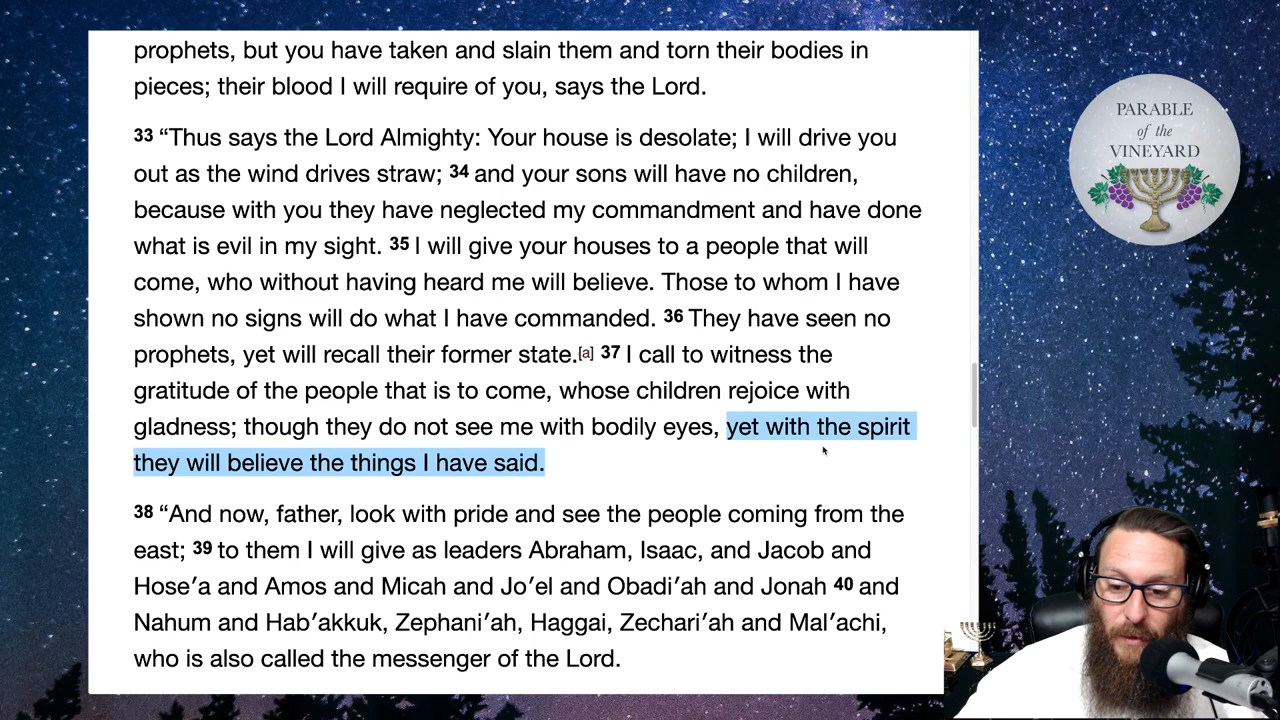 prophets, but you have taken and slain them and torn their bodies in
pieces; their blood I will require of you, says the Lord.
33 “Thus says the Lord Almighty: Your house is desolate; I will drive you
out as the wind drives straw; 34 and your sons will have no children,
because with you they have neglected my commandment and have done
what is evil in my sight. 35 I will give your houses to a people that will
come, who without having heard me will believe. Those to whom I have
shown no signs will do what I have commanded. 36 They have seen no
prophets, yet will recall their former state.[a] 37 I call to witness the
gratitude of the people that is to come, whose children rejoice with
gladness; though they do not see me with bodily eyes, yet with the spirit
they will believe the things I have said.
38 “And now, father, look with pride and see the people coming from the
east; 39 to them I will give as leaders Abraham, Isaac, and Jacob and
Hose′a and Amos and Micah and Jo′el and Obadi′ah and Jonah 40 and
Nahum and Hab′akkuk, Zephani′ah, Haggai, Zechari′ah and Mal′achi,
who is also called the messenger of the Lord.
PARABLE
of the
VINEYARD